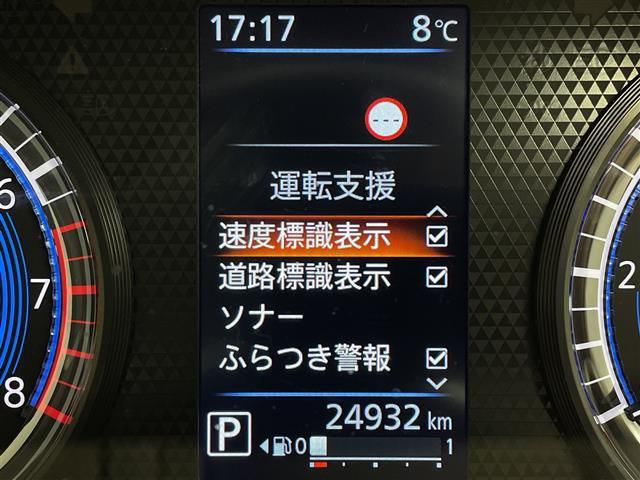 17:17 8℃
---
運転支援
速度標識表示
道路標識表示
ソナー
ふらつき警報
24932 km
P 0 1
6
7
8
2